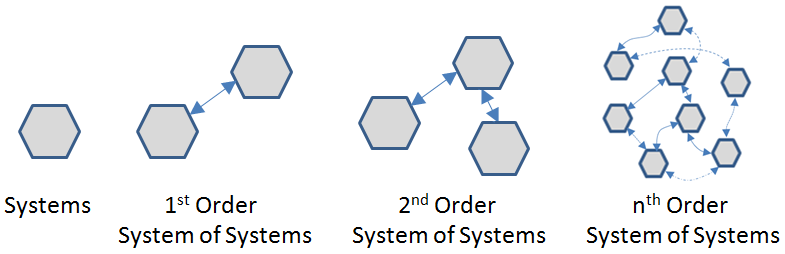 Systems
1st Order
System of Systems
2nd Order
System of Systems
nth Order
System of Systems